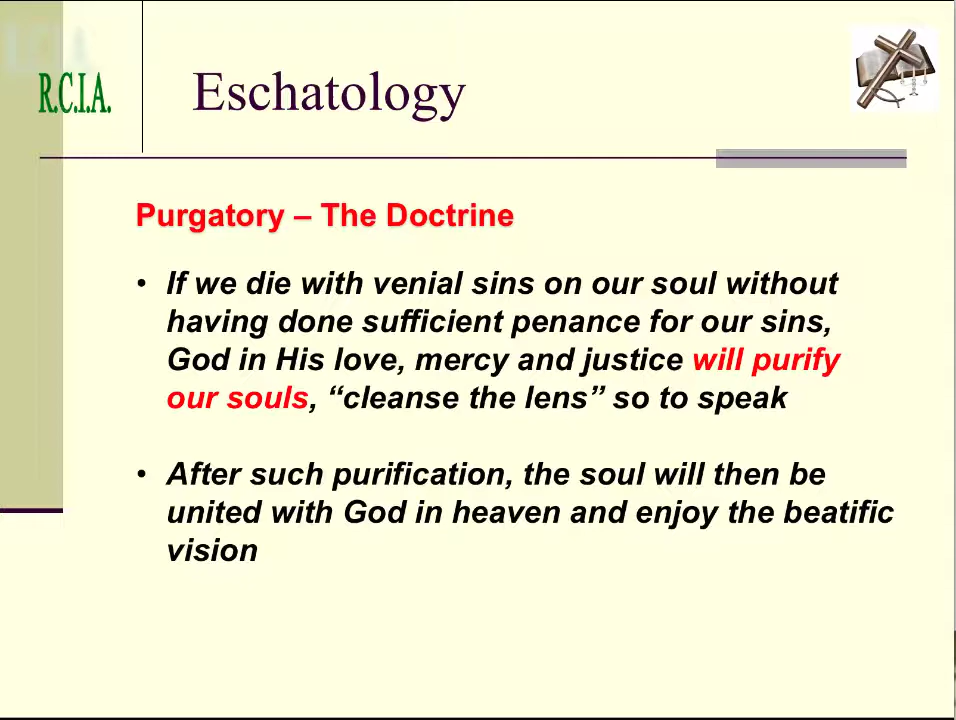 R.C.I.A.
Eschatology
Purgatory – The Doctrine
• If we die with venial sins on our soul without
having done sufficient penance for our sins,
God in His love, mercy and justice will purify
our souls, “cleanse the lens” so to speak
• After such purification, the soul will then be
united with God in heaven and enjoy the beatific
vision